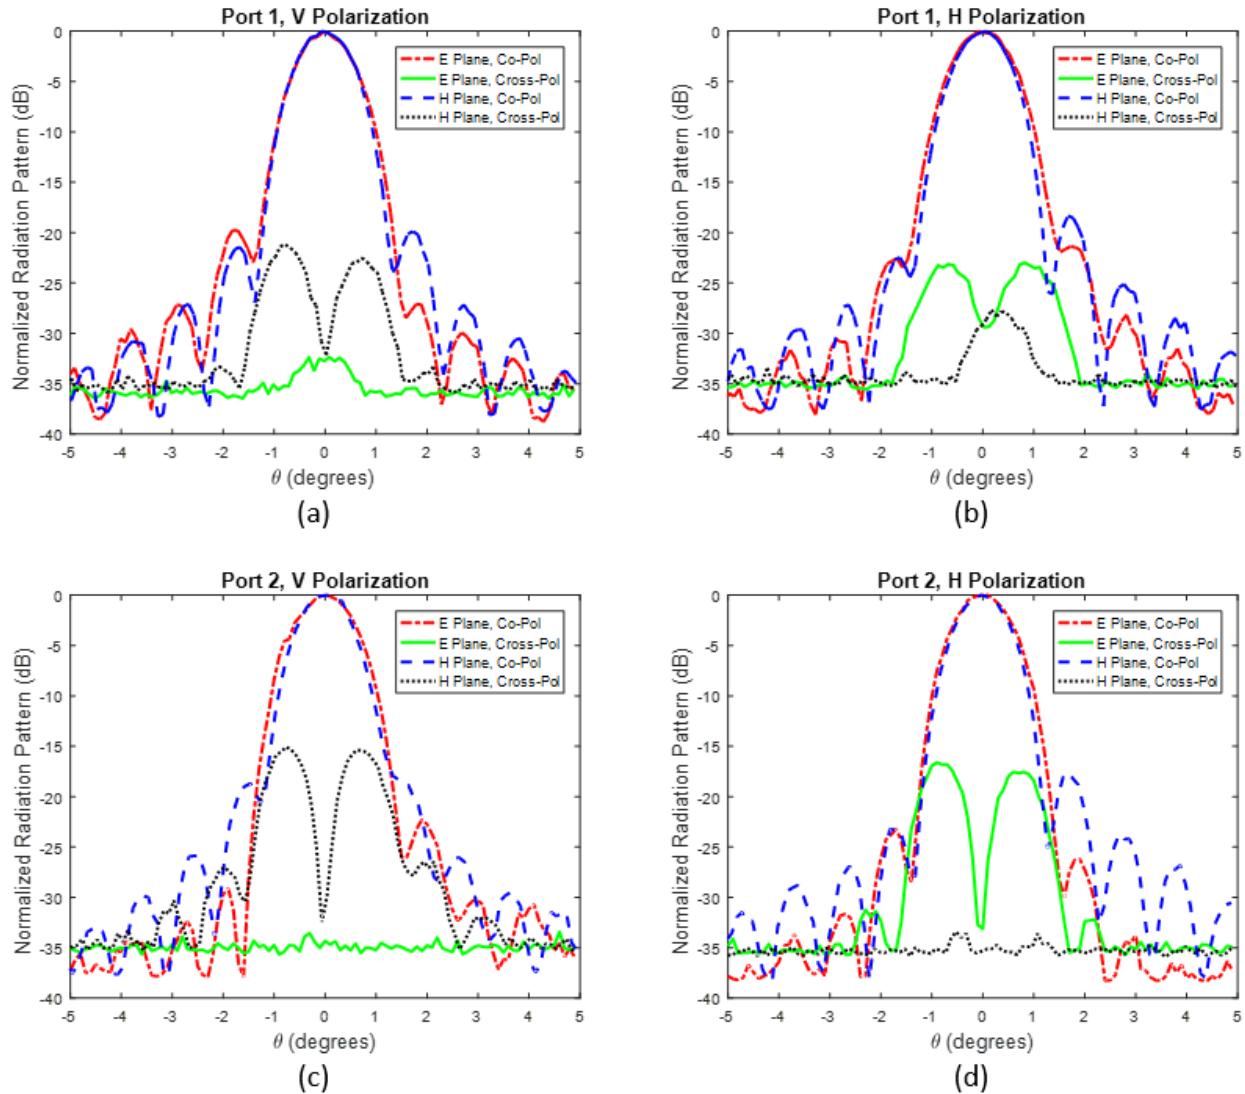 Port 1, V Polarization
Normalized Radiation Pattern (dB)
0
-5
-10
-15
-20
-25
-30
-35
-40
E Plane, Co-Pol
E Plane, Cross-Pol
H Plane, Co-Pol
H Plane, Cross-Pol
-5 -4 -3 -2 -1 0 1 2 3 4 5
θ (degrees)
(a)
Port 1, H Polarization
Normalized Radiation Pattern (dB)
0
-5
-10
-15
-20
-25
-30
-35
-40
E Plane, Co-Pol
E Plane, Cross-Pol
H Plane, Co-Pol
H Plane, Cross-Pol
-5 -4 -3 -2 -1 0 1 2 3 4 5
θ (degrees)
(b)
Port 2, V Polarization
Normalized Radiation Pattern (dB)
0
-5
-10
-15
-20
-25
-30
-35
-40
E Plane, Co-Pol
E Plane, Cross-Pol
H Plane, Co-Pol
H Plane, Cross-Pol
-5 -4 -3 -2 -1 0 1 2 3 4 5
θ (degrees)
(c)
Port 2, H Polarization
Normalized Radiation Pattern (dB)
0
-5
-10
-15
-20
-25
-30
-35
-40
E Plane, Co-Pol
E Plane, Cross-Pol
H Plane, Co-Pol
H Plane, Cross-Pol
-5 -4 -3 -2 -1 0 1 2 3 4 5
θ (degrees)
(d)